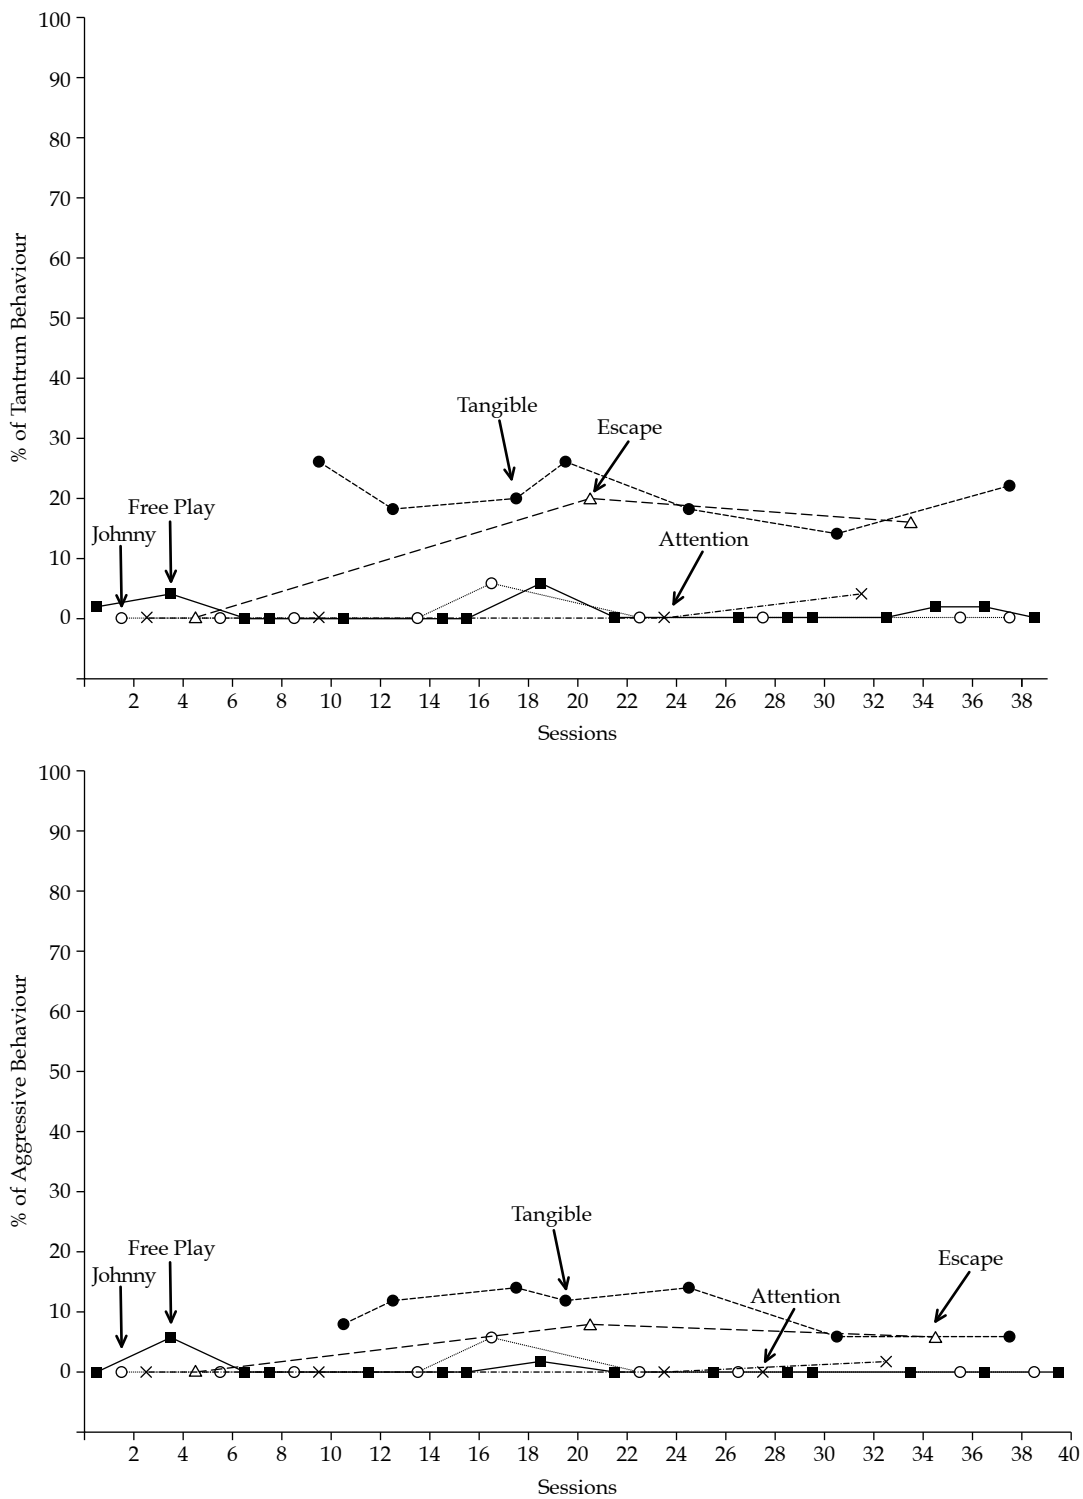 100
90
80
70
60
50
40
30
20
10
0
% of Tantrum Behaviour
Tangible
Escape
Free Play
Johnny
Attention
2 4 6 8 10 12 14 16 18 20 22 24 26 28 30 32 34 36 38
Sessions
100
90
80
70
60
50
40
30
20
10
0
% of Aggressive Behaviour
Tangible
Free Play
Escape
Johnny
Attention
2 4 6 8 10 12 14 16 18 20 22 24 26 28 30 32 34 36 38 40
Sessions